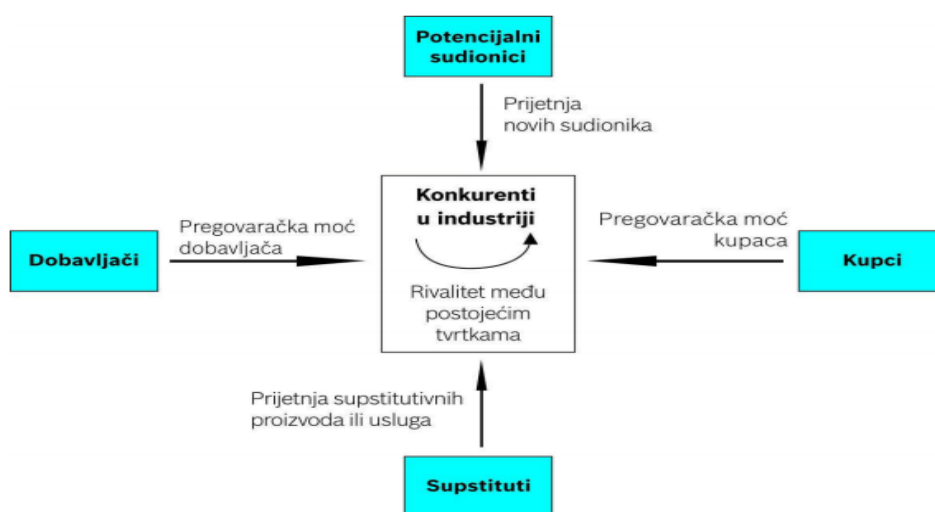 Potencijalni
sudionici
Prijetnja
novih sudionika
Konkurenti
u industriji
Rivalitet među
postojećim
tvrtkama
Pregovaračka moć
dobavljača
Dobavljači
Pregovaračka moć
kupaca
Kupci
Prijetnja supstitutivnih
proizvoda ili usluga
Supstituti